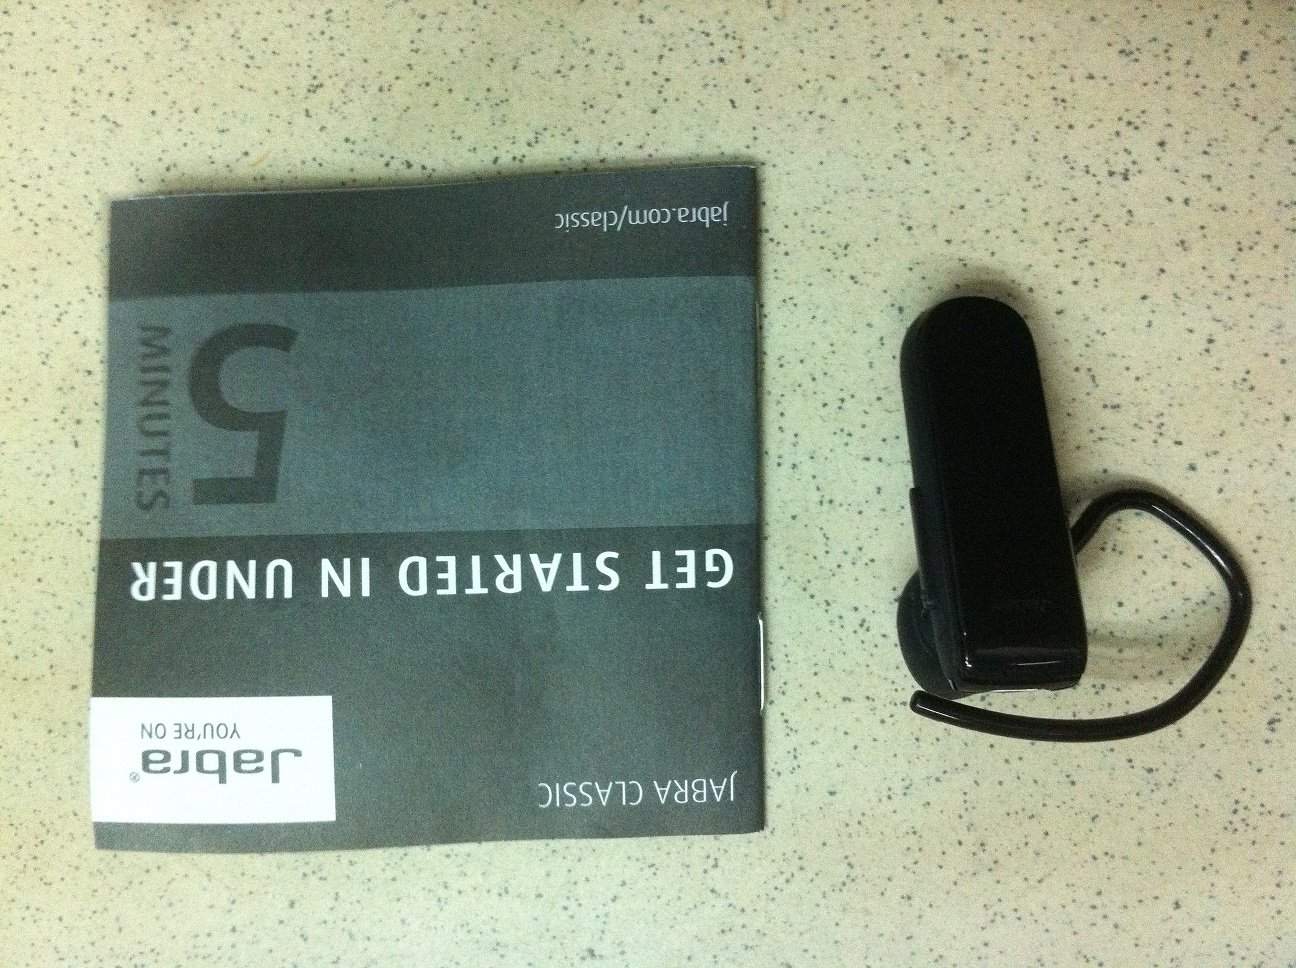 JABRA CLASSIC
Jabra®
YOU'RE ON
GET STARTED IN UNDER
5
MINUTES
jabra.com/classic